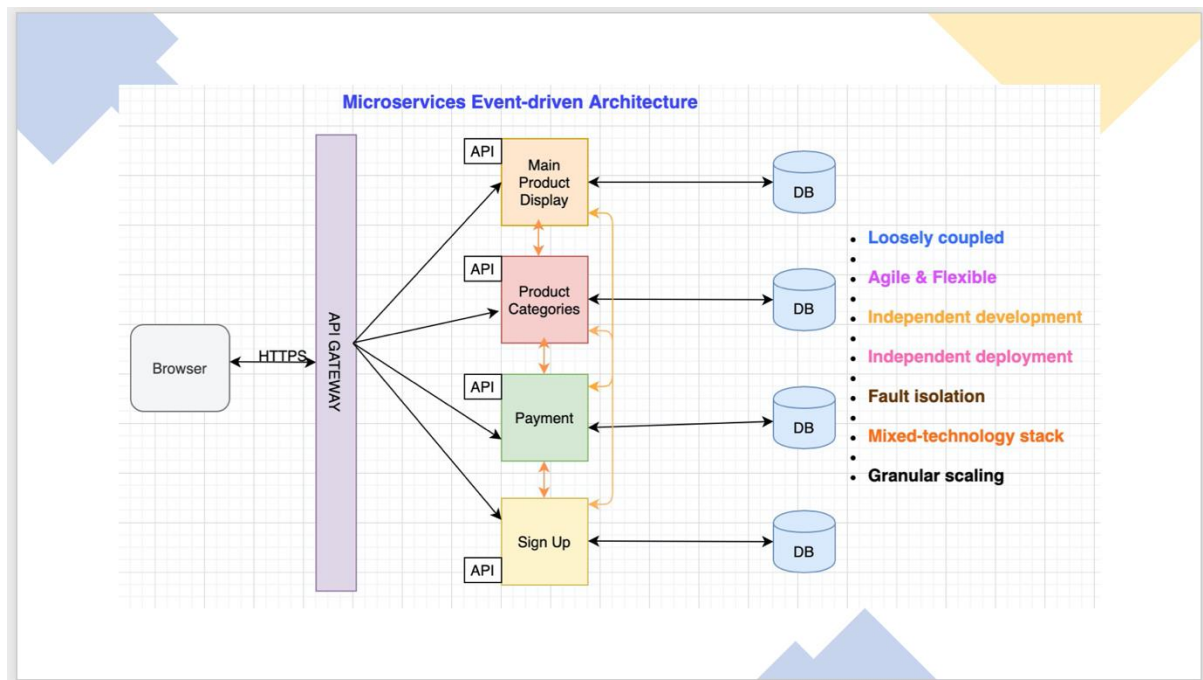 Microservices Event-driven Architecture
Browser
HTTPS
API GATEWAY
API
Main
Product
Display
DB
API
Product
Categories
DB
API
Payment
DB
API
Sign Up
DB
Loosely coupled
Agile & Flexible
Independent development
Independent deployment
Fault isolation
Mixed-technology stack
Granular scaling